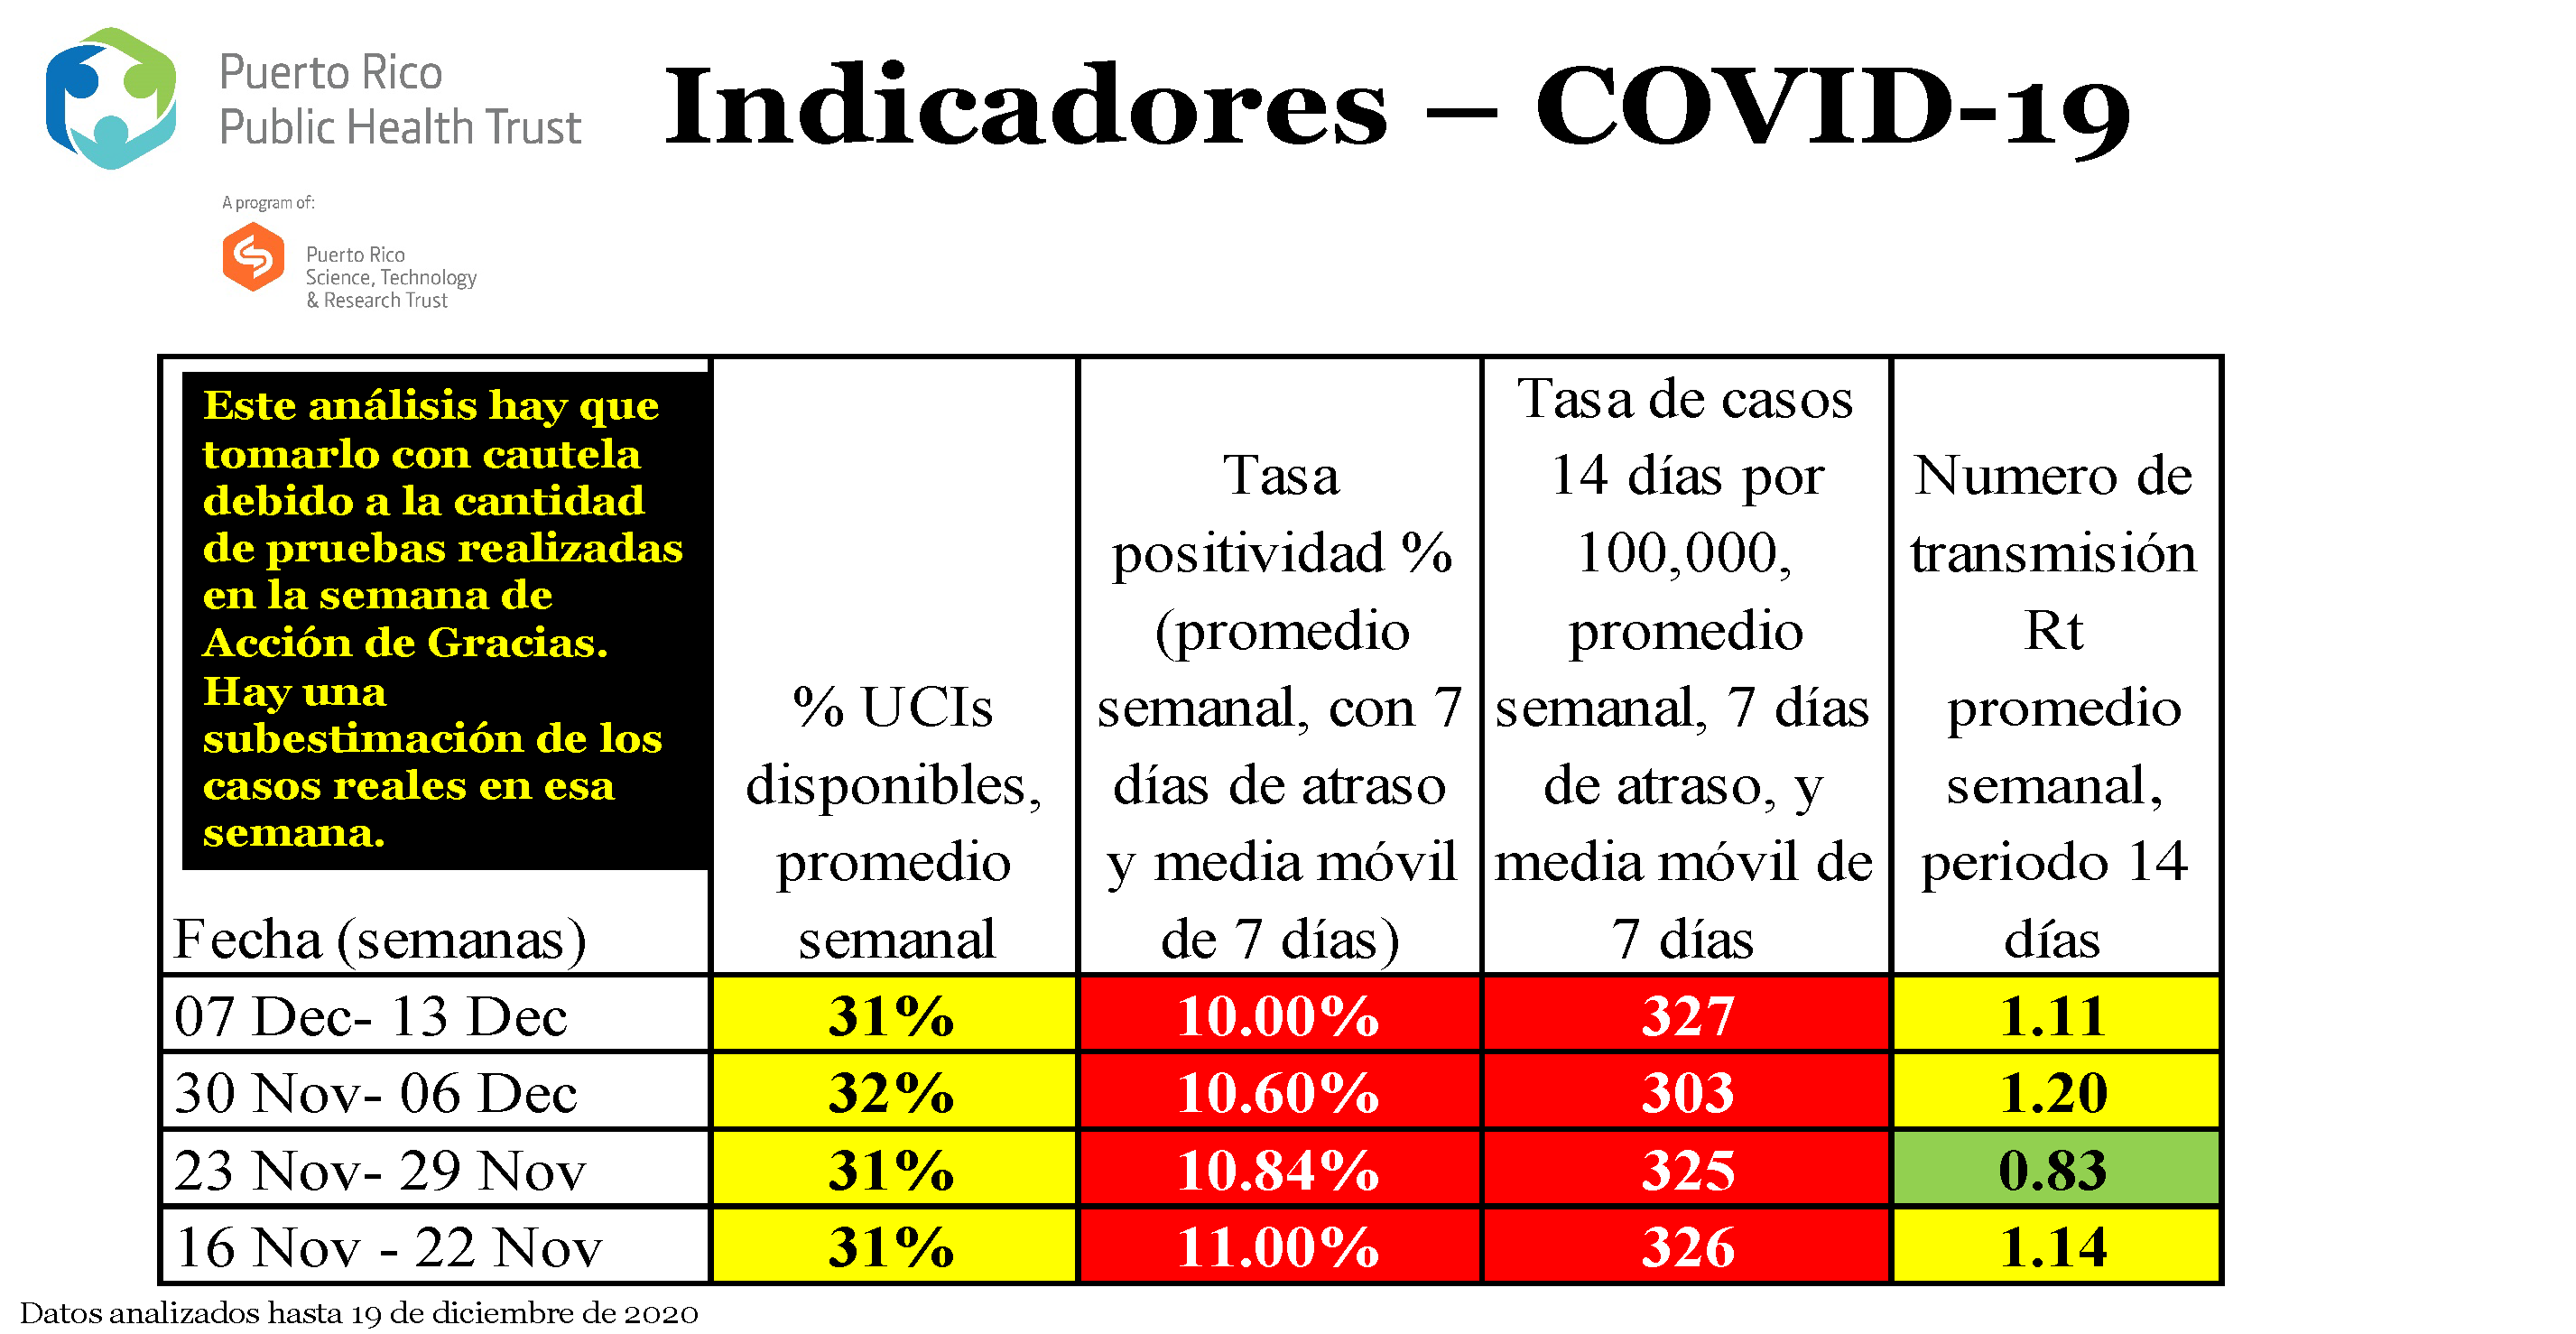 Puerto Rico
Public Health Trust
Indicadores – COVID-19
A program of:
Puerto Rico
Science, Technology
& Research Trust
Este análisis hay que
tomarlo con cautela
debido a la cantidad
de pruebas realizadas
en la semana de
Acción de Gracias.
Hay una
subestimación de los
casos reales en esa
semana.
Fecha (semanas)
% UCIs
disponibles,
promedio
semanal
Tasa
positividad %
(promedio
semanal, con 7
días de atraso
y media móvil
de 7 días)
Tasa de casos
14 días por
100,000,
promedio
semanal, 7 días
de atraso, y
media móvil de
7 días
Numero de
transmisión
Rt
promedio
semanal,
periodo 14
días
07 Dec- 13 Dec 31% 10.00% 327 1.11
30 Nov- 06 Dec 32% 10.60% 303 1.20
23 Nov- 29 Nov 31% 10.84% 325 0.83
16 Nov - 22 Nov 31% 11.00% 326 1.14
Datos analizados hasta 19 de diciembre de 2020